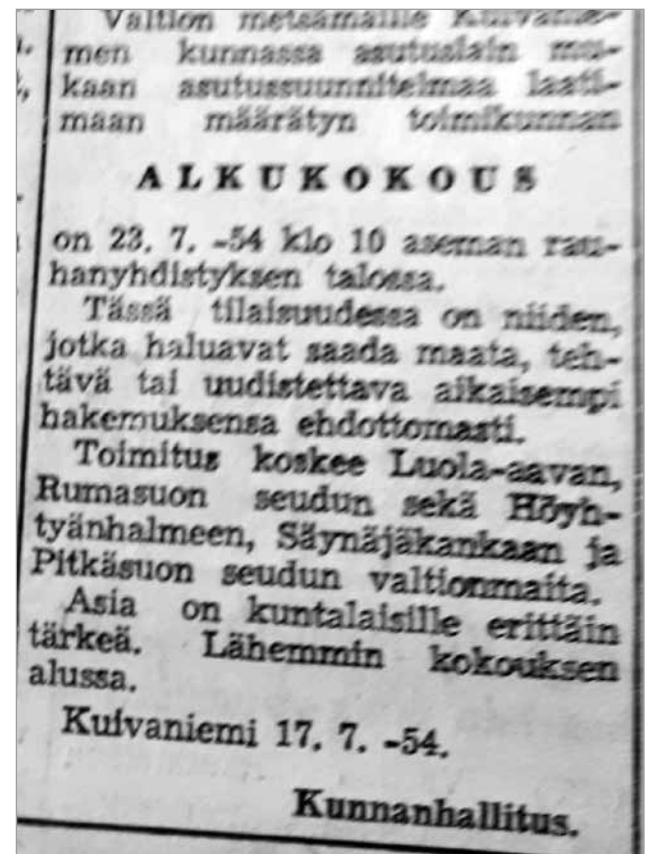 Valtion metsämaille Kuivanie-
men kunnassa asutuslain mu-
kaan asutussuunnitelmaa laati-
maan määrätyn toimikunnan
ALKUKOKOUS
on 23. 7. -54 klo 10 aseman rau-
hanyhdistyksen talossa.
Tässä tilaisuudessa on niiden,
jotka haluavat saada maata, teh-
tävä tai uudistettava aikaisempi
hakemuksensa ehdottomasti.
Toimitus koskee Luola-aavan,
Rumasuon seudun sekä Höyh-
tyänhalmeen, Säynäjäkankaan ja
Pitkäsuon seudun valtionmaita.
Asia on kuntalaisille erittäin
tärkeä. Lähemmin kokouksen
alussa.
Kuivaniemi 17. 7. -54.
Kunnanhallitus.